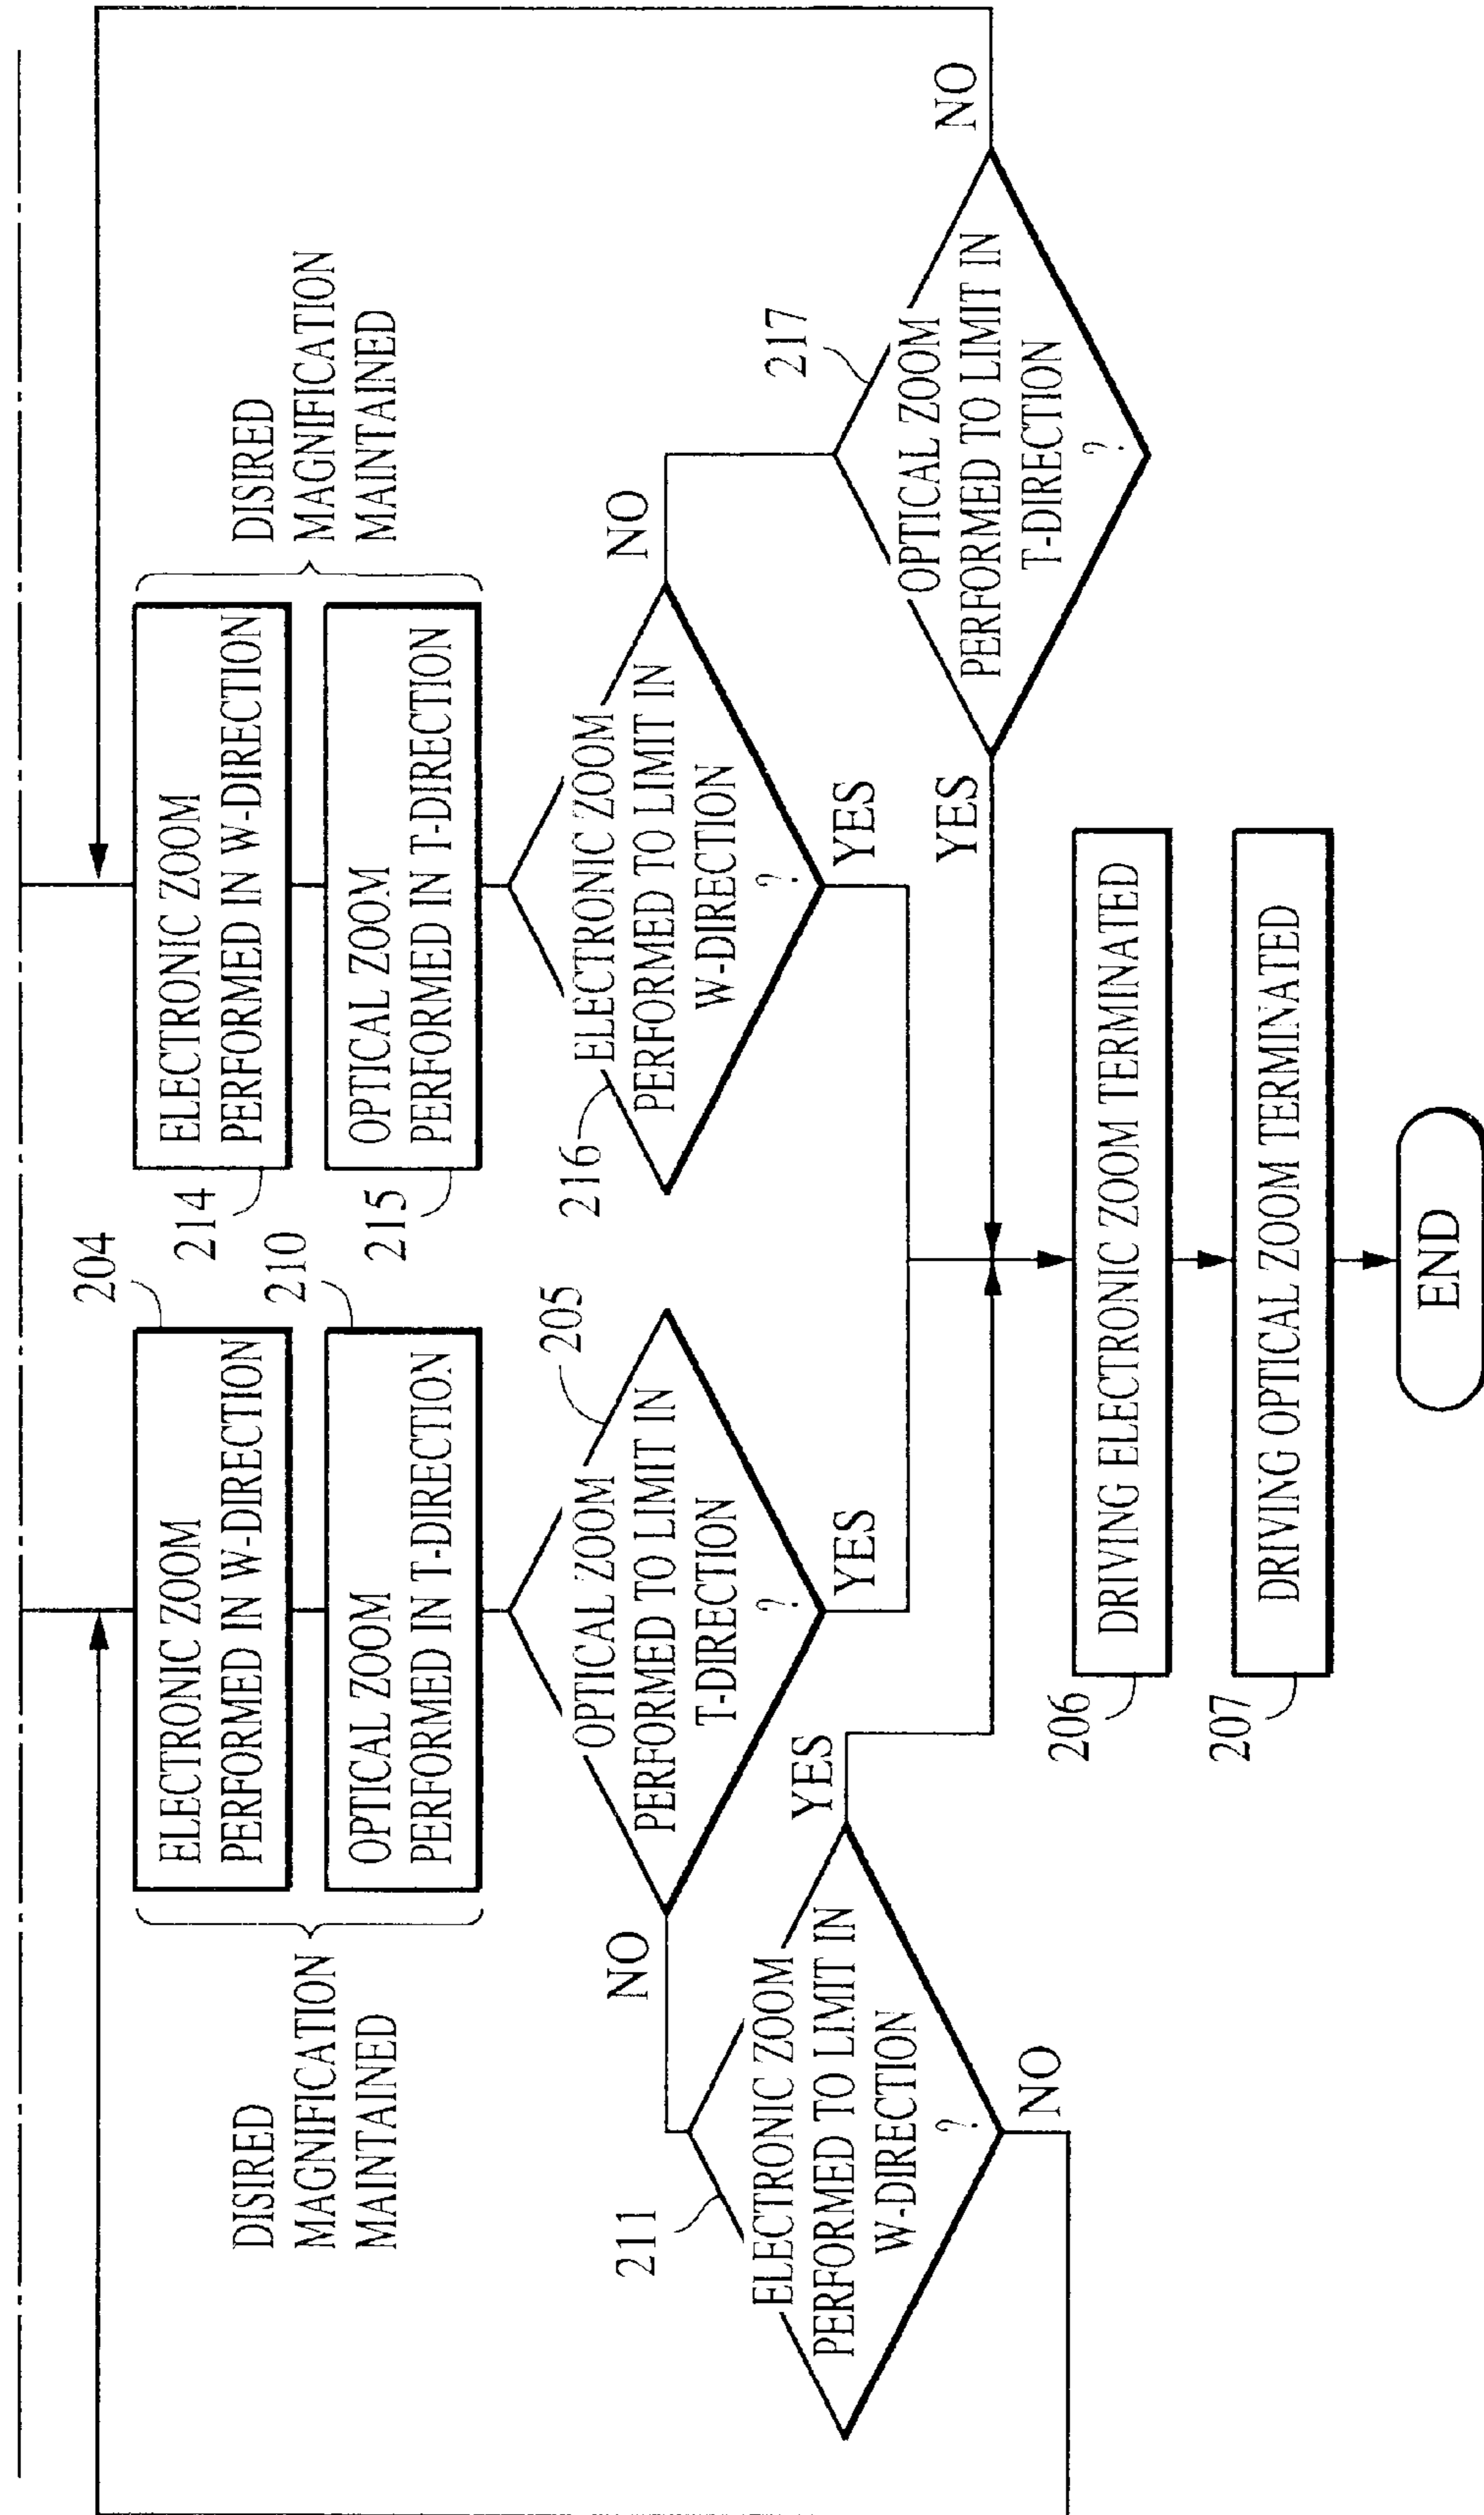 204
ELECTRONIC ZOOM
PERFORMED IN W-DIRECTION
210
OPTICAL ZOOM
PERFORMED IN T-DIRECTION
DISIRED
MAGNIFICATION
MAINTAINED
205
OPTICAL ZOOM
PERFORMED TO LIMIT IN
T-DIRECTION
?
NO
YES
211
ELECTRONIC ZOOM
PERFORMED TO LIMIT IN
W-DIRECTION
?
YES
NO
214
ELECTRONIC ZOOM
PERFORMED IN W-DIRECTION
215
OPTICAL ZOOM
PERFORMED IN T-DIRECTION
DISIRED
MAGNIFICATION
MAINTAINED
216
ELECTRONIC ZOOM
PERFORMED TO LIMIT IN
W-DIRECTION
?
NO
YES
217
OPTICAL ZOOM
PERFORMED TO LIMIT IN
T-DIRECTION
?
YES
NO
206
DRIVING ELECTRONIC ZOOM TERMINATED
207
DRIVING OPTICAL ZOOM TERMINATED
END